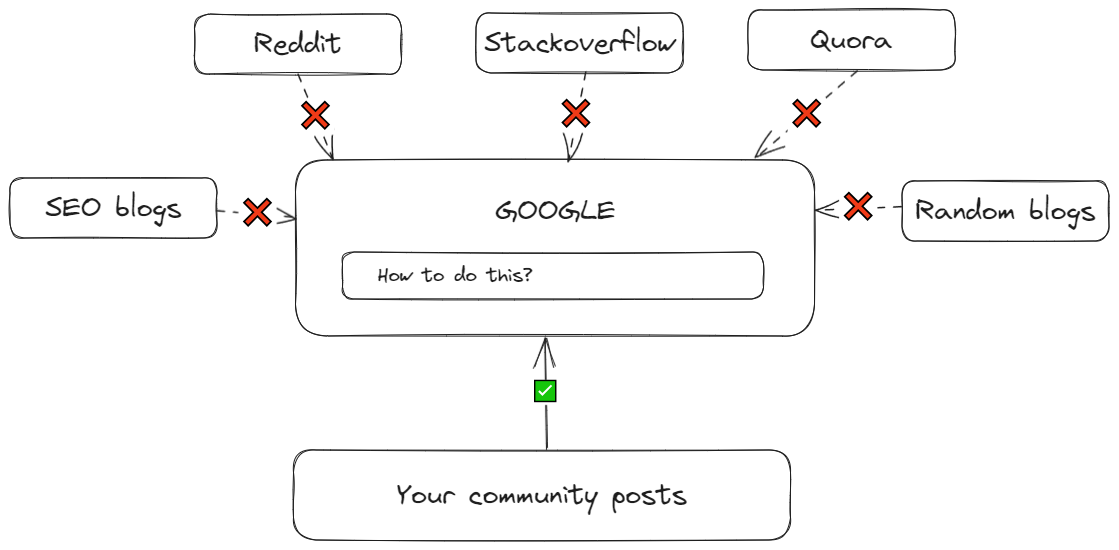 Reddit
Stackoverflow
Quora
SEO blogs
GOOGLE
Random blogs
How to do this?
Your community posts